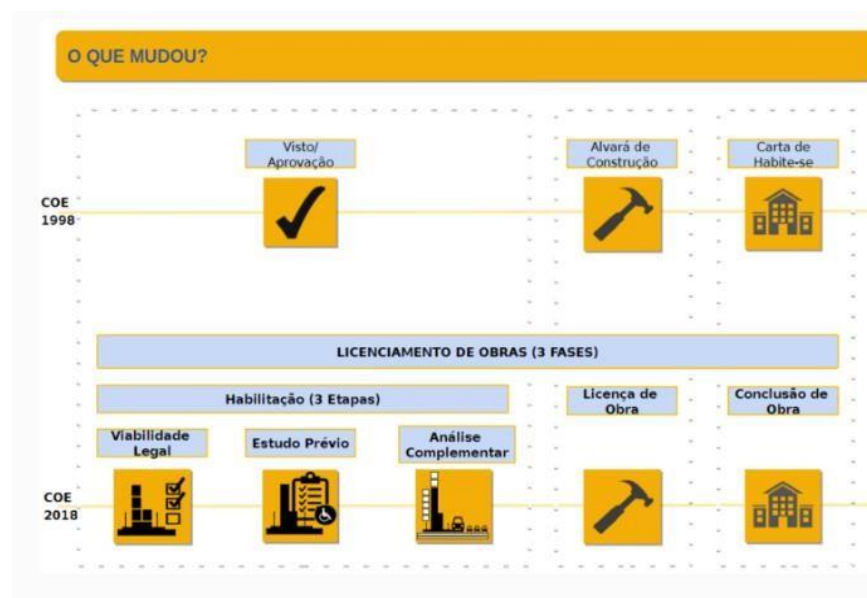 O QUE MUDOU?
Visto/
Aprovação
Alvará de
Construção
Carta de
Habite-se
COE
1998
LICENCIAMENTO DE OBRAS (3 FASES)
Habilitação (3 Etapas)
Licença de
Obra
Conclusão de
Obra
Viabilidade
Legal
Estudo Prévio
Análise
Complementar
COE
2018